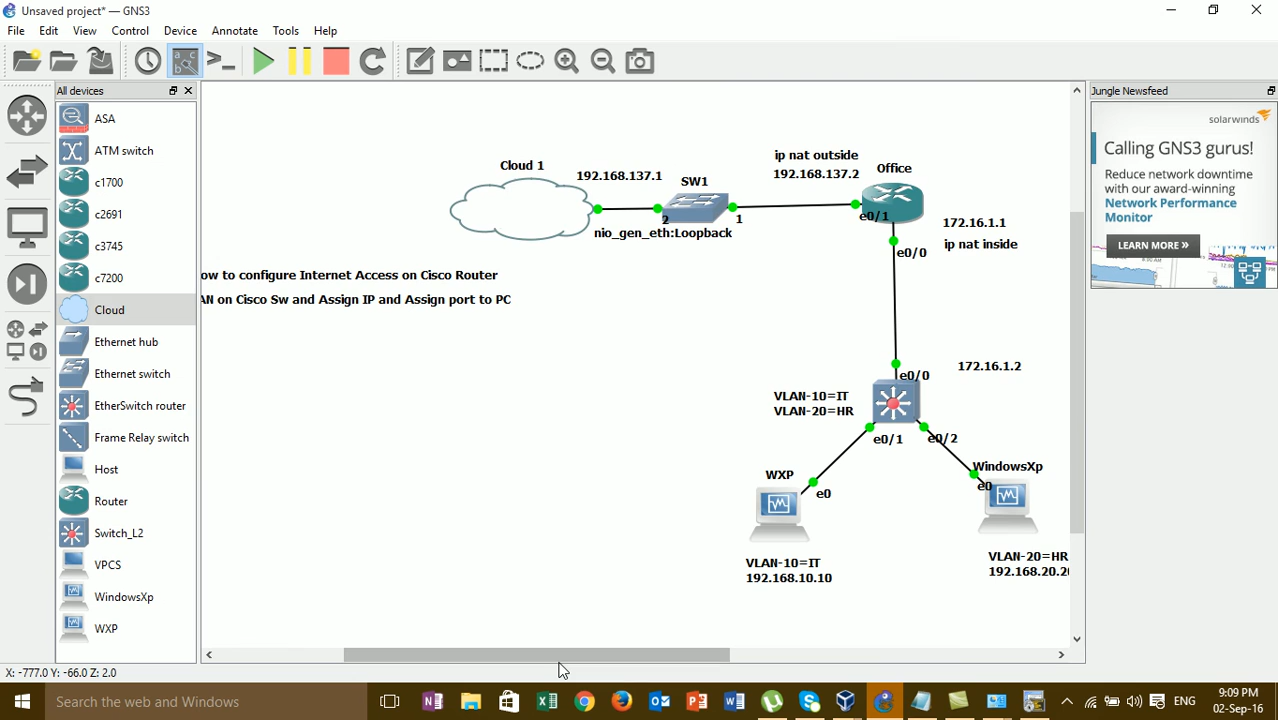 Unsaved project* — GNS3
File Edit View Control Device Annotate Tools Help
All devices
ASA
ATM switch
c1700
c2691
c3745
c7200
Cloud
Ethernet hub
Ethernet switch
EtherSwitch router
Frame Relay switch
Host
Router
Switch_L2
VPCS
WindowsXp
WXP
Cloud 1
192.168.137.1
SW1
2
1
nio_gen_eth:Loopback
ip nat outside
192.168.137.2
Office
e0/1
172.16.1.1
ip nat inside
e0/0
ow to configure Internet Access on Cisco Router
AN on Cisco Sw and Assign IP and Assign port to PC
172.16.1.2
e0/0
VLAN-10=IT
VLAN-20=HR
e0/1
e0/2
WXP
e0
WindowsXp
e0
VLAN-10=IT
192.168.10.10
VLAN-20=HR
192.168.20.20
Jungle Newsfeed
solarwinds
Calling GNS3 gurus!
Reduce network downtime
with our award-winning
Network Performance
Monitor
LEARN MORE »
X: -777.0 Y: -66.0 Z: 2.0
Search the web and Windows
ENG
9:09 PM
02-Sep-16